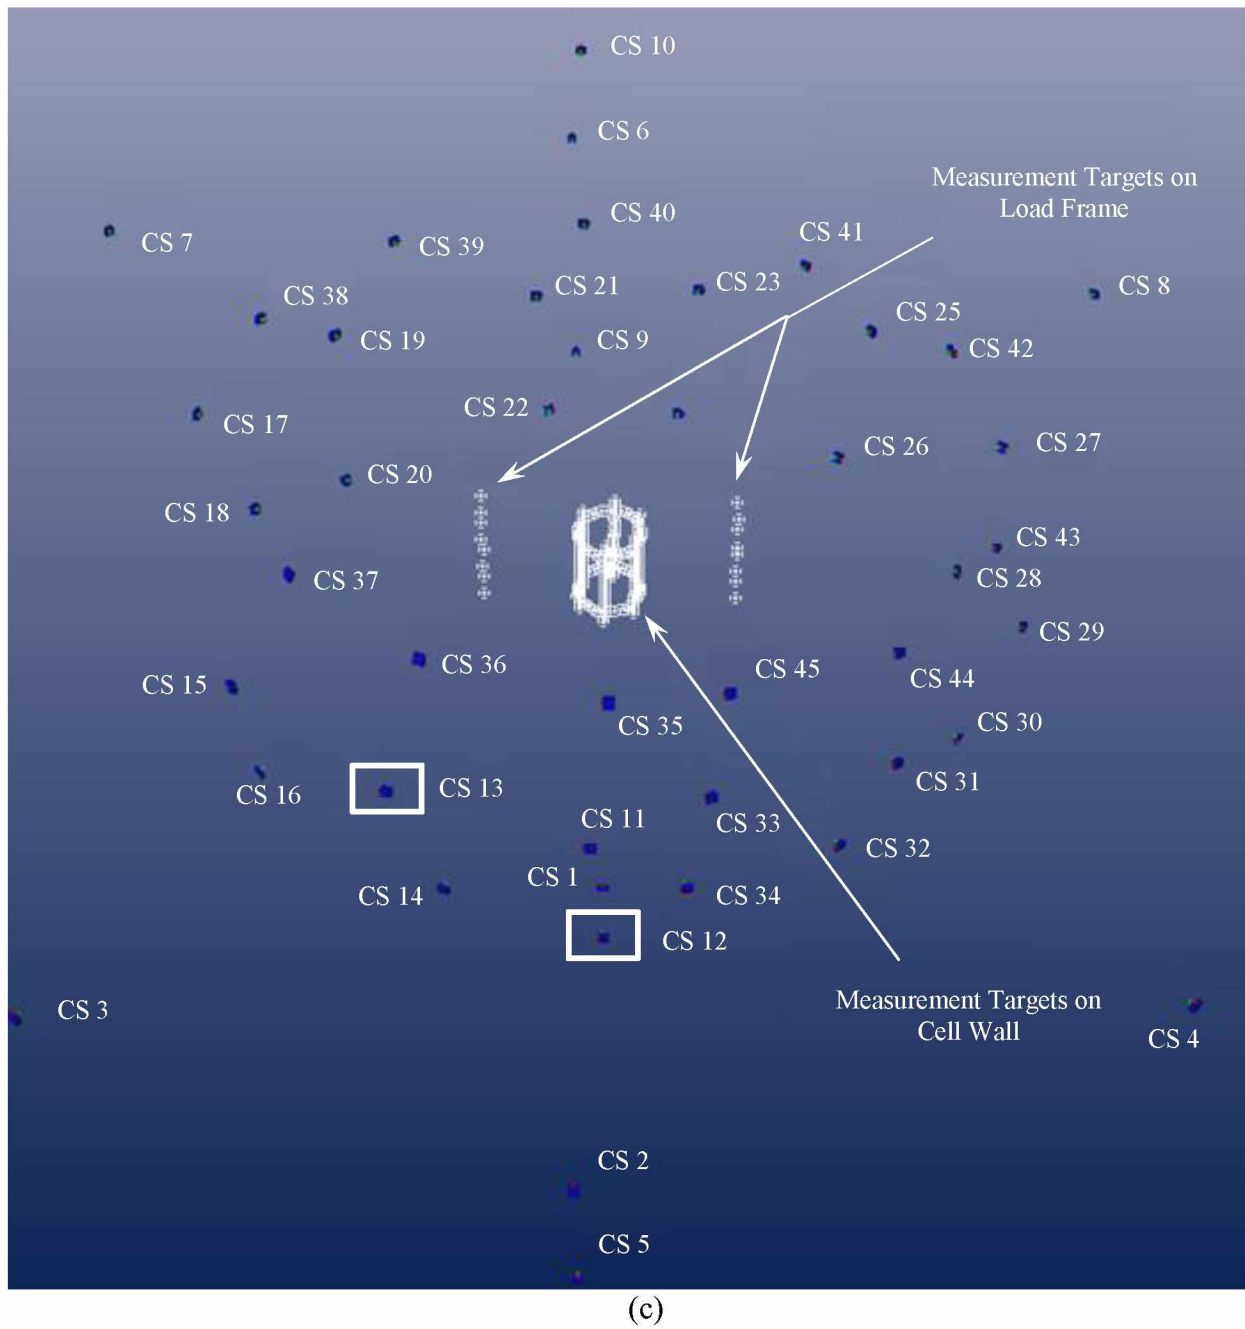 CS 10
CS 6
Measurement Targets on
Load Frame
CS 40
CS 41
CS 7
CS 39
CS 21
CS 23
CS 8
CS 38
CS 25
CS 19
CS 9
CS 42
CS 22
CS 17
CS 26
CS 27
CS 20
CS 18
CS 43
CS 37
CS 28
CS 29
CS 36
CS 45
CS 44
CS 15
CS 35
CS 30
CS 16
CS 13
CS 31
CS 11
CS 33
CS 32
CS 1
CS 14
CS 34
CS 12
Measurement Targets on
Cell Wall
CS 3
CS 4
CS 2
CS 5
(c)